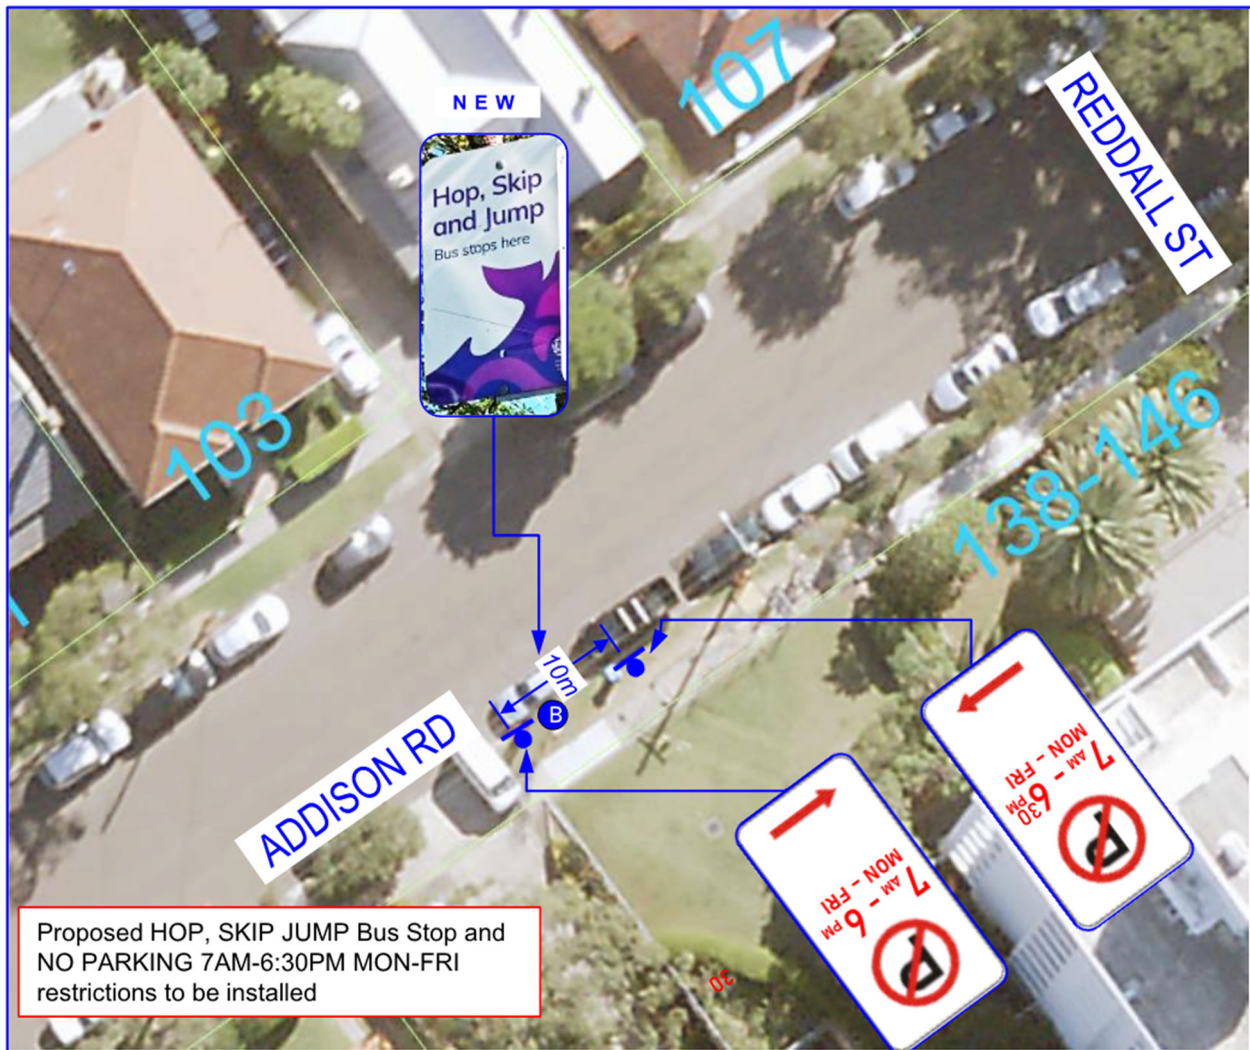 NEW
Hop, Skip
and Jump
Bus stops here
107
REDDALL ST
103
138-146
10m
B
ADDISON RD
7 AM - 6 30 PM
MON - FRI
P
7 AM - 6 PM
MON - FRI
P
30
Proposed HOP, SKIP JUMP Bus Stop and
NO PARKING 7AM-6:30PM MON-FRI
restrictions to be installed